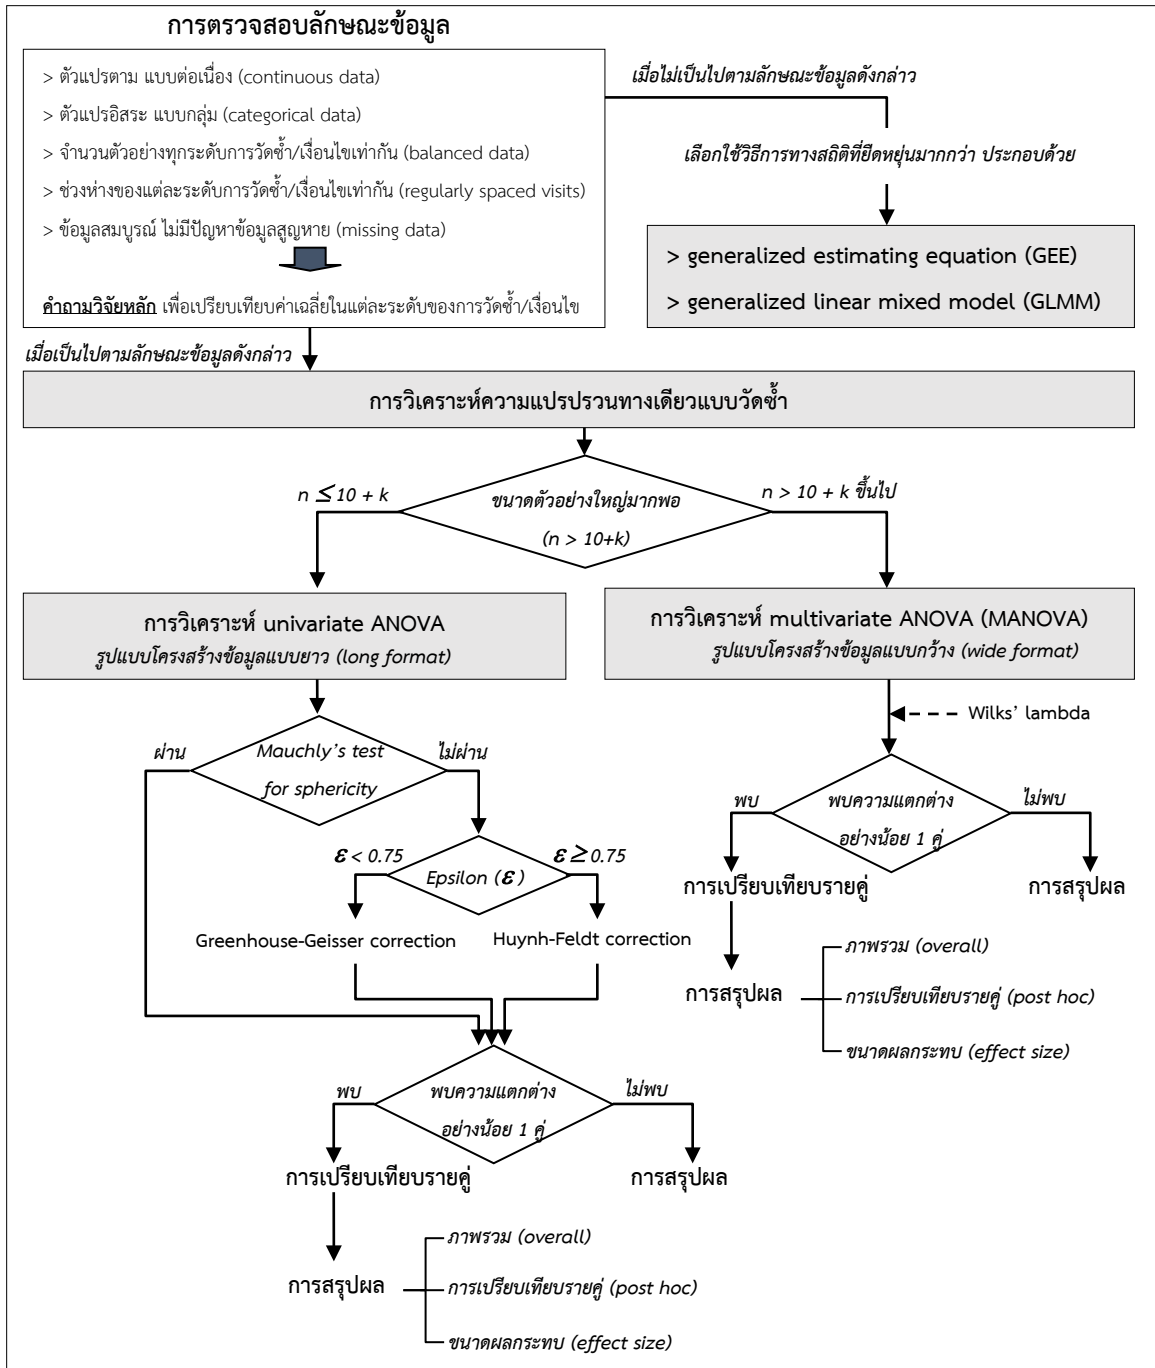 การตรวจสอบลักษณะข้อมูล
> ตัวแปรตาม แบบต่อเนื่อง (continuous data)
> ตัวแปรอิสระ แบบกลุ่ม (categorical data)
> จำนวนตัวอย่างทุกระดับการวัดซ้ำ/เงื่อนไขเท่ากัน (balanced data)
> ช่วงห่างของแต่ละระดับการวัดซ้ำ/เงื่อนไขเท่ากัน (regularly spaced visits)
> ข้อมูลสมบูรณ์ ไม่มีปัญหาข้อมูลสูญหาย (missing data)
คำถามวิจัยหลัก เพื่อเปรียบเทียบค่าเฉลี่ยในแต่ละระดับของการวัดซ้ำ/เงื่อนไข
เมื่อไม่เป็นไปตามลักษณะข้อมูลดังกล่าว
เลือกใช้วิธีการทางสถิติที่ยืดหยุ่นมากกว่า ประกอบด้วย
> generalized estimating equation (GEE)
> generalized linear mixed model (GLMM)
เมื่อเป็นไปตามลักษณะข้อมูลดังกล่าว
การวิเคราะห์ความแปรปรวนทางเดียวแบบวัดซ้ำ
n ≤ 10 + k
ขนาดตัวอย่างใหญ่มากพอ
(n > 10+k)
n > 10 + k ขึ้นไป
การวิเคราะห์ univariate ANOVA
รูปแบบโครงสร้างข้อมูลแบบยาว (long format)
การวิเคราะห์ multivariate ANOVA (MANOVA)
รูปแบบโครงสร้างข้อมูลแบบกว้าง (wide format)
Wilks' lambda
ผ่าน
Mauchly's test
for sphericity
ไม่ผ่าน
พบ
พบความแตกต่าง
อย่างน้อย 1 คู่
ไม่พบ
ε < 0.75
Epsilon (ε)
ε ≥ 0.75
การเปรียบเทียบรายคู่
การสรุปผล
Greenhouse-Geisser correction
Huynh-Feldt correction
การสรุปผล
ภาพรวม (overall)
การเปรียบเทียบรายคู่ (post hoc)
ขนาดผลกระทบ (effect size)
พบ
พบความแตกต่าง
อย่างน้อย 1 คู่
ไม่พบ
การเปรียบเทียบรายคู่
การสรุปผล
การสรุปผล
ภาพรวม (overall)
การเปรียบเทียบรายคู่ (post hoc)
ขนาดผลกระทบ (effect size)